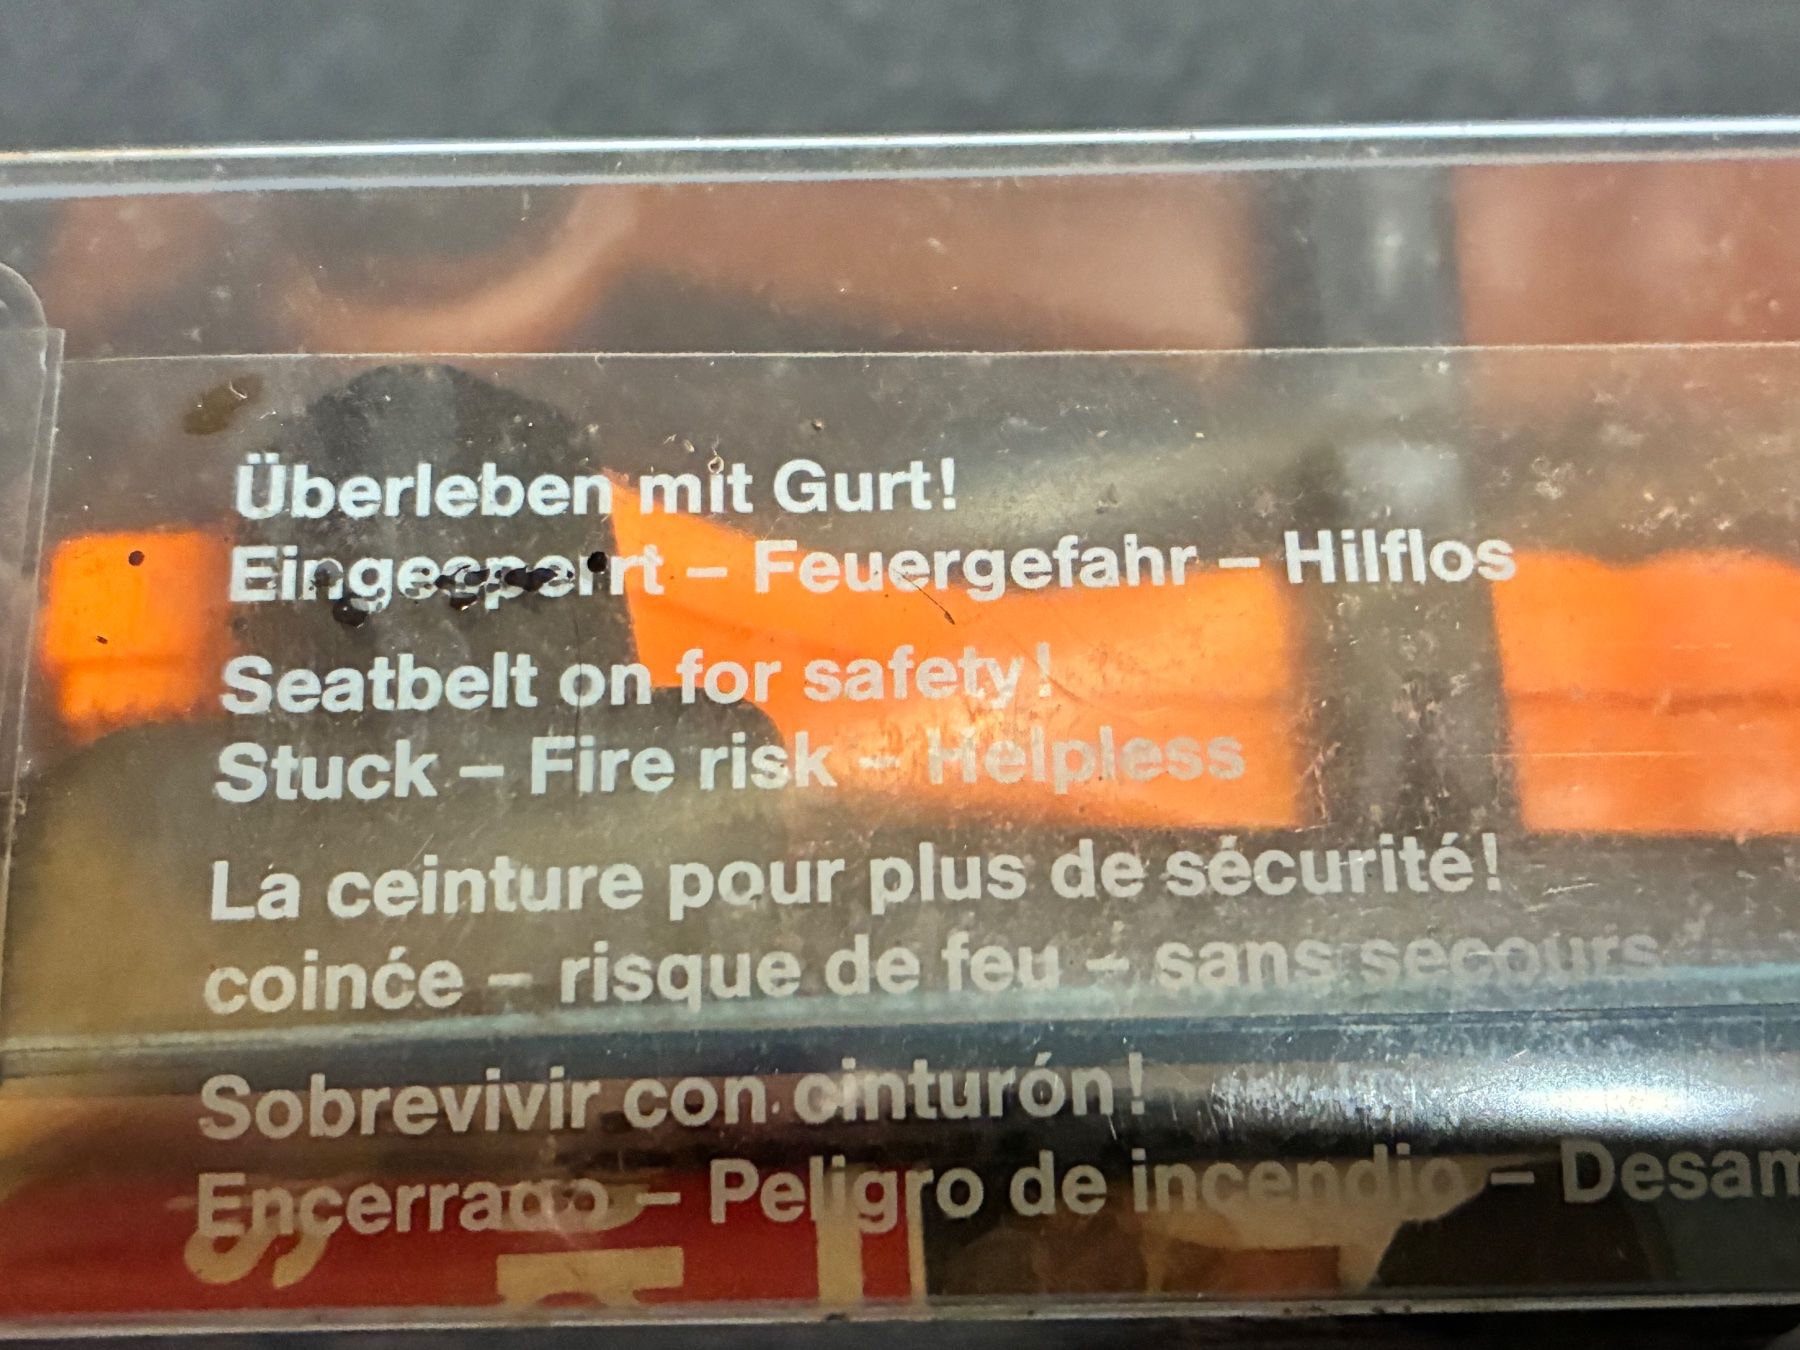 Überleben mit Gurt!
Eingesperrt – Feuergefahr – Hilflos
Seatbelt on for safety!
Stuck – Fire risk – Helpless
La ceinture pour plus de sécurité!
coinće – risque de feu – sans secours
Sobrevivir con cinturón!
Encerrado – Peligro de incendio –